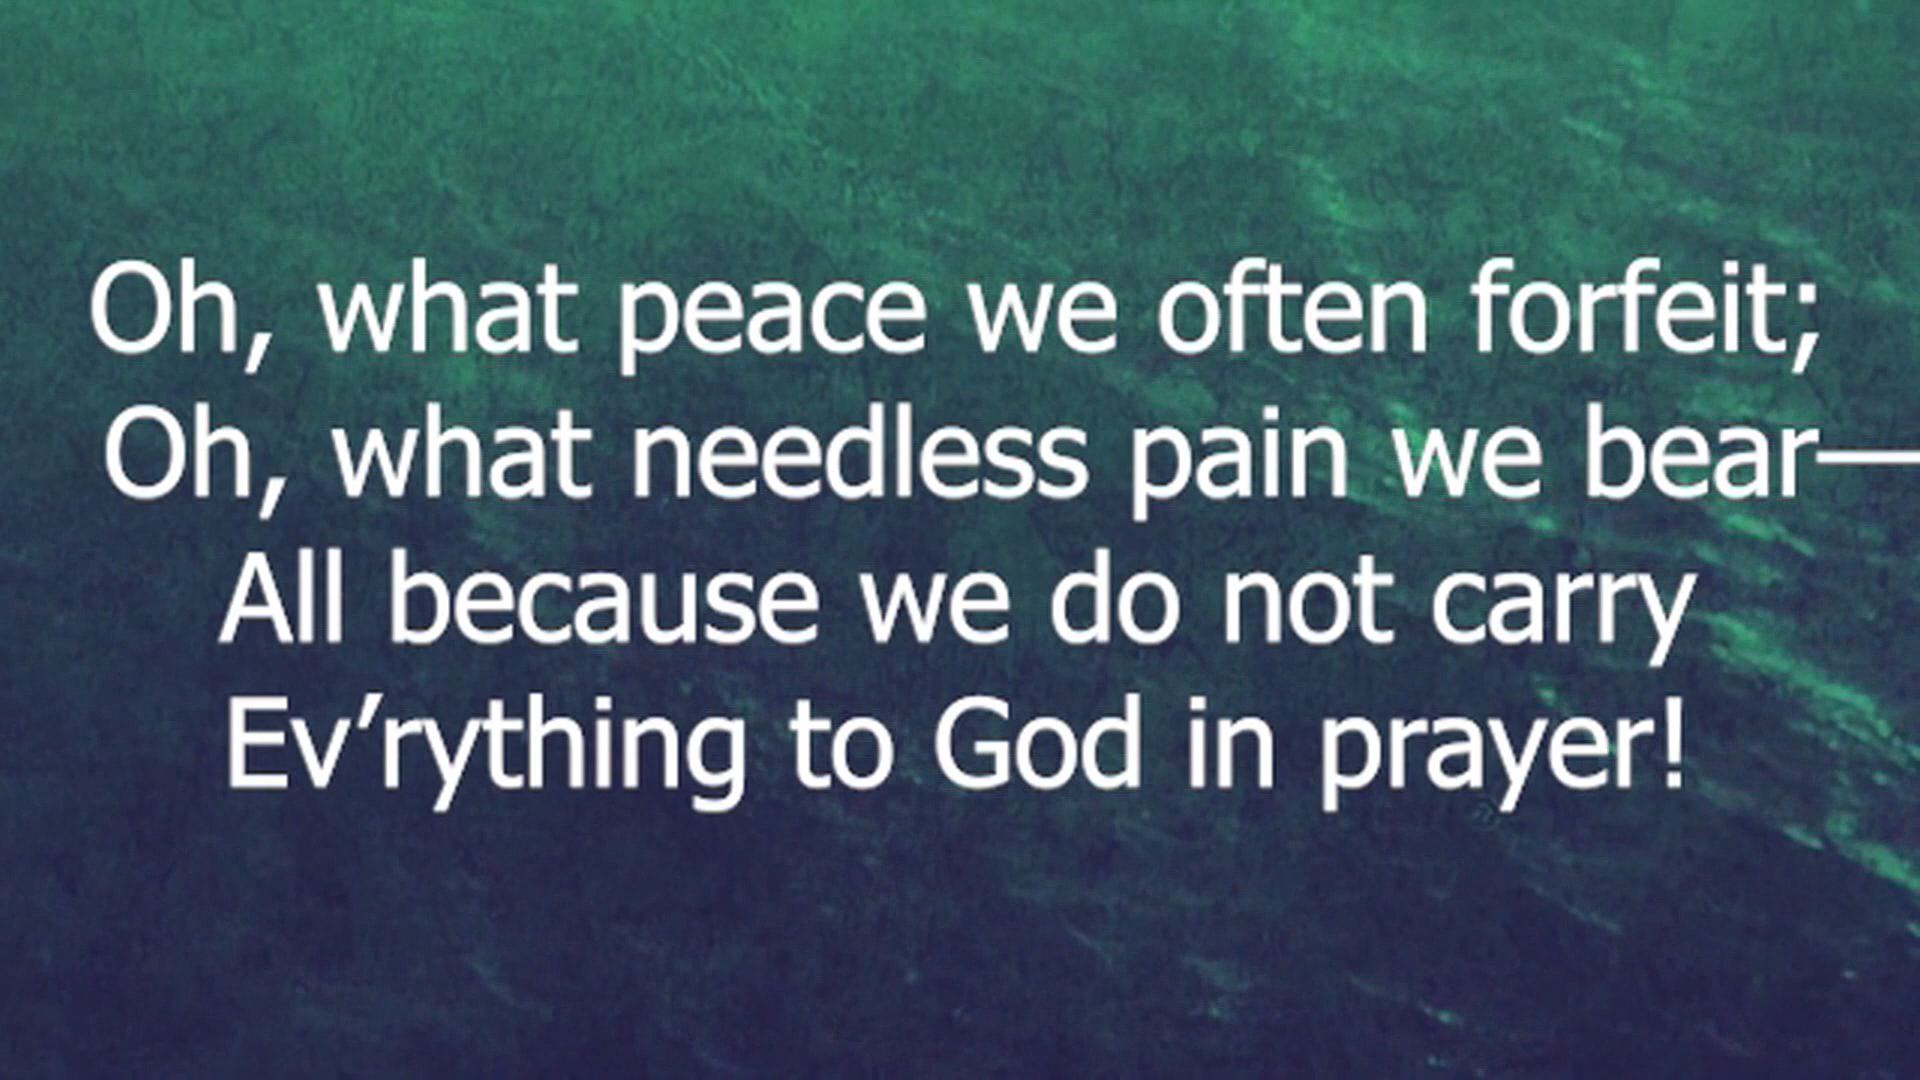 Oh, what peace we often forfeit;
Oh, what needless pain we bear—
All because we do not carry
Ev’rything to God in prayer!